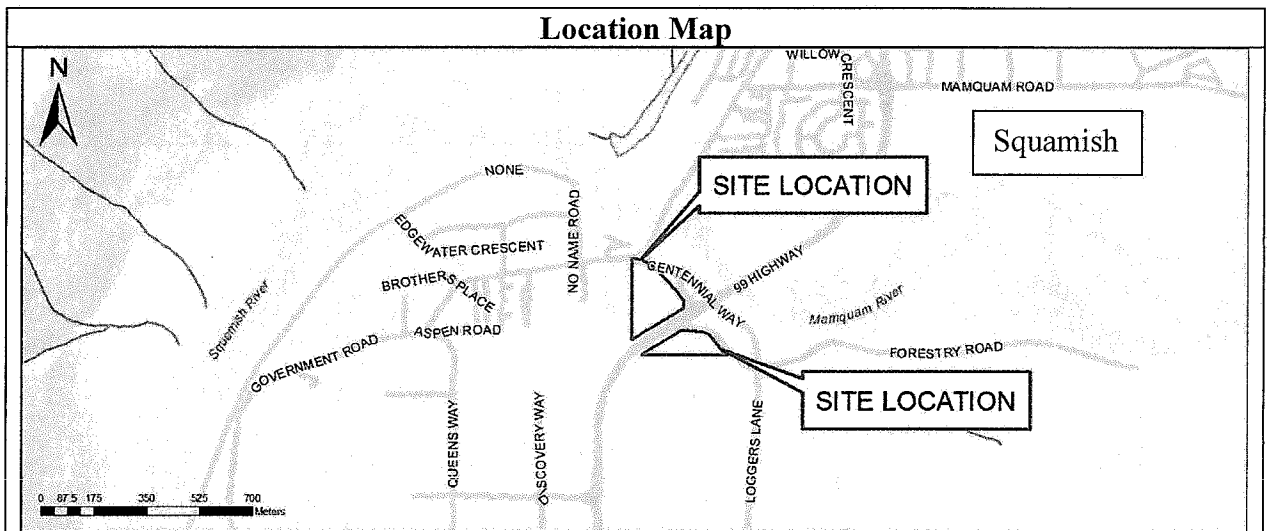 Location Map
N
WILLOW
CRESCENT
MAMQUAM ROAD
Squamish
NONE
SITE LOCATION
EDGEWATER CRESCENT
NO NAME ROAD
BROTHERS PLACE
CENTENNIAL WAY
99 HIGHWAY
Squamish River
Mamquam River
ASPEN ROAD
GOVERNMENT ROAD
FORESTRY ROAD
SITE LOCATION
QUEENS WAY
DISCOVERY WAY
LOGGERS LANE
0 87.5 175 350 525 700
Meters